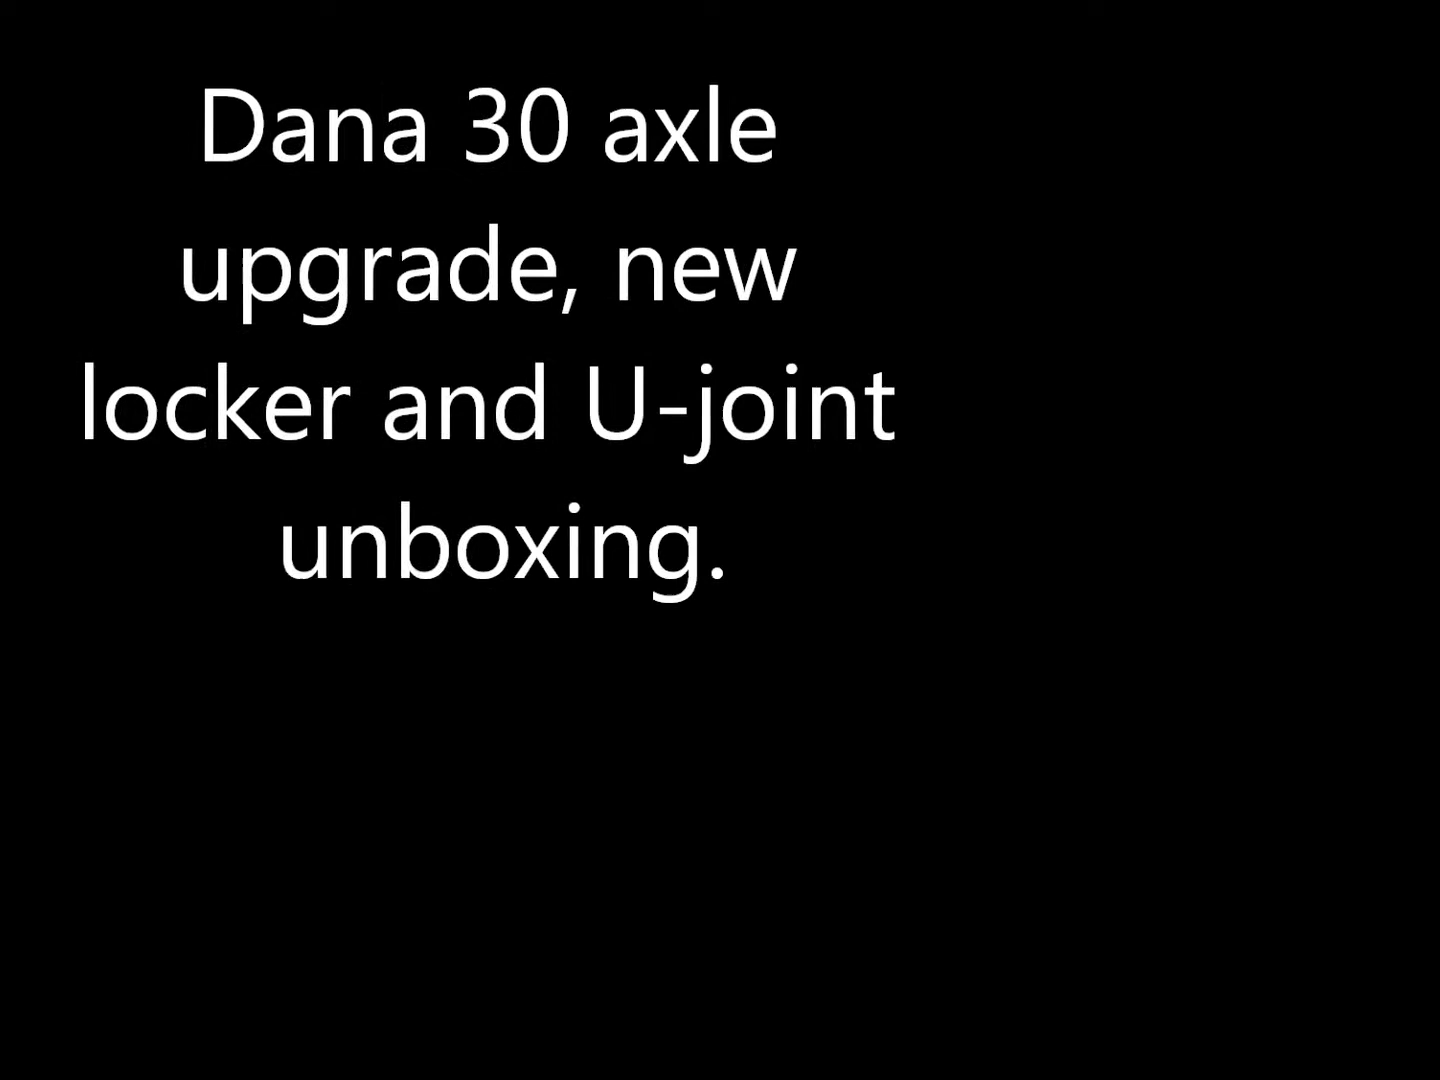 Dana 30 axle
upgrade, new
locker and U-joint
unboxing.